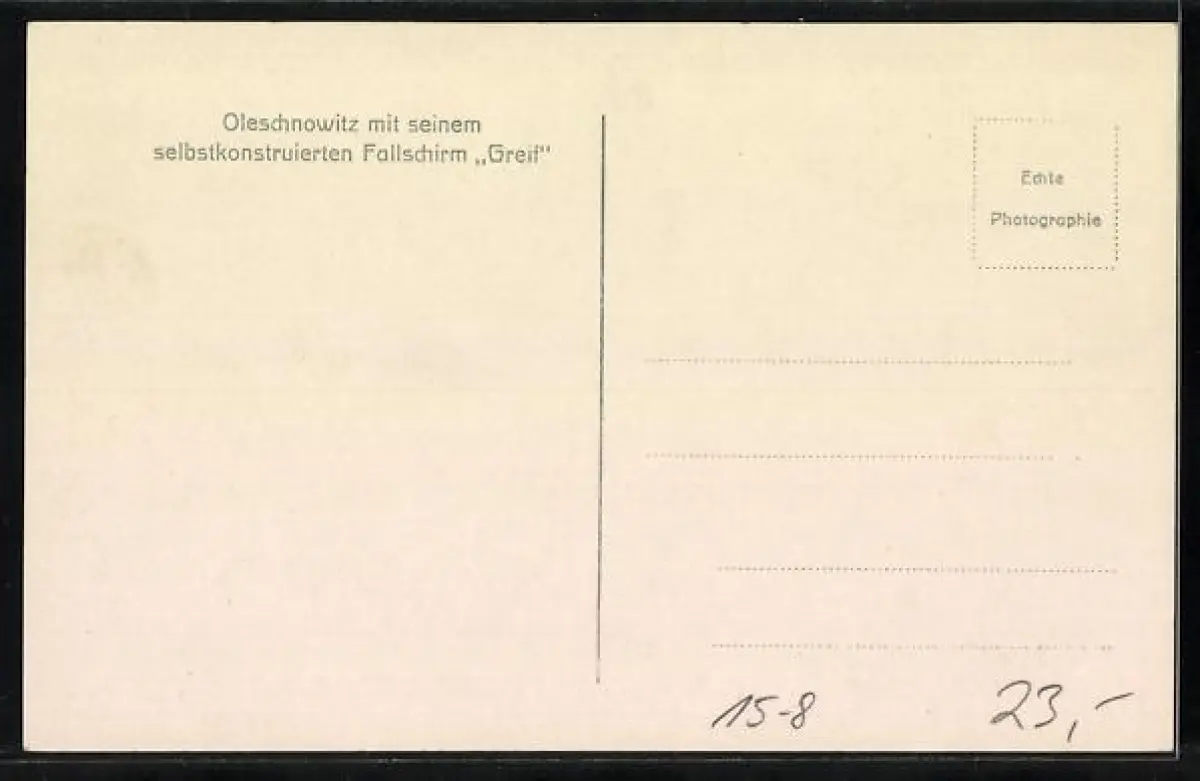 Oleschnowitz mit seinem
selbstkonstruierten Fallschirm „Greif"
Echte
Photographie
15-8
23,-